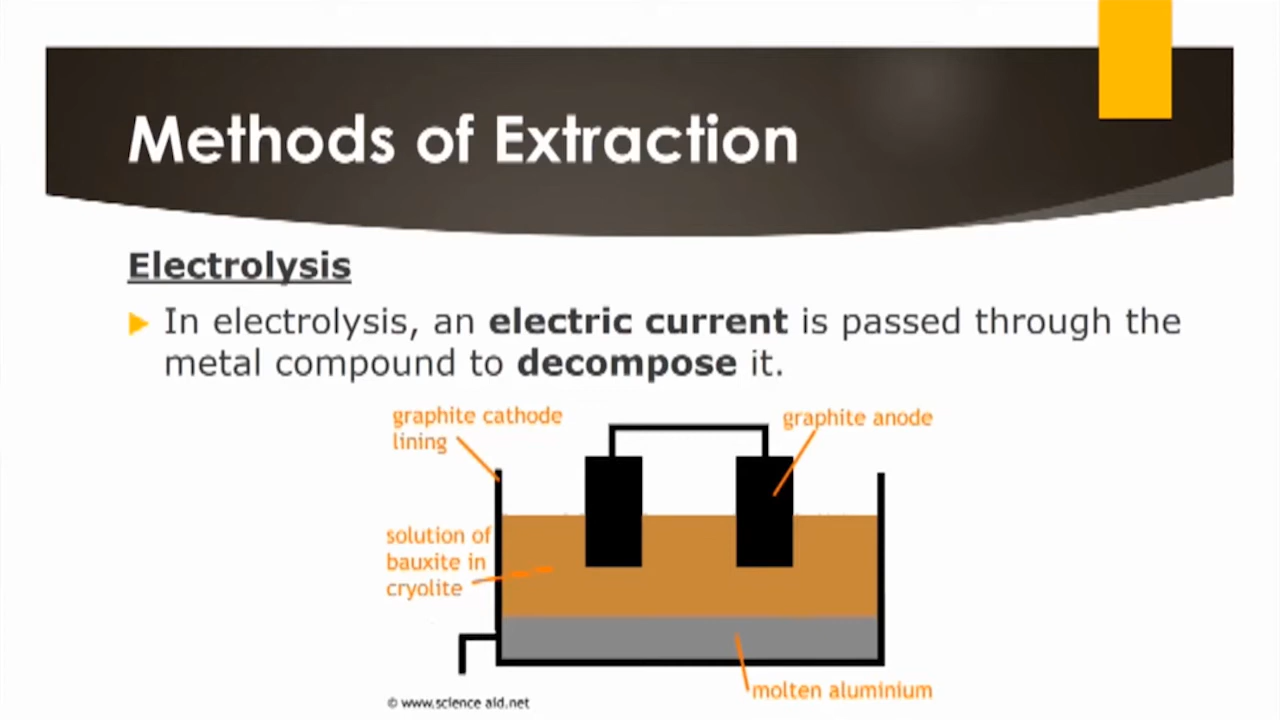 Methods of Extraction
Electrolysis
In electrolysis, an electric current is passed through the
metal compound to decompose it.
graphite cathode
lining
graphite anode
solution of
bauxite in
cryolite
molten aluminium
© www.science aid.net